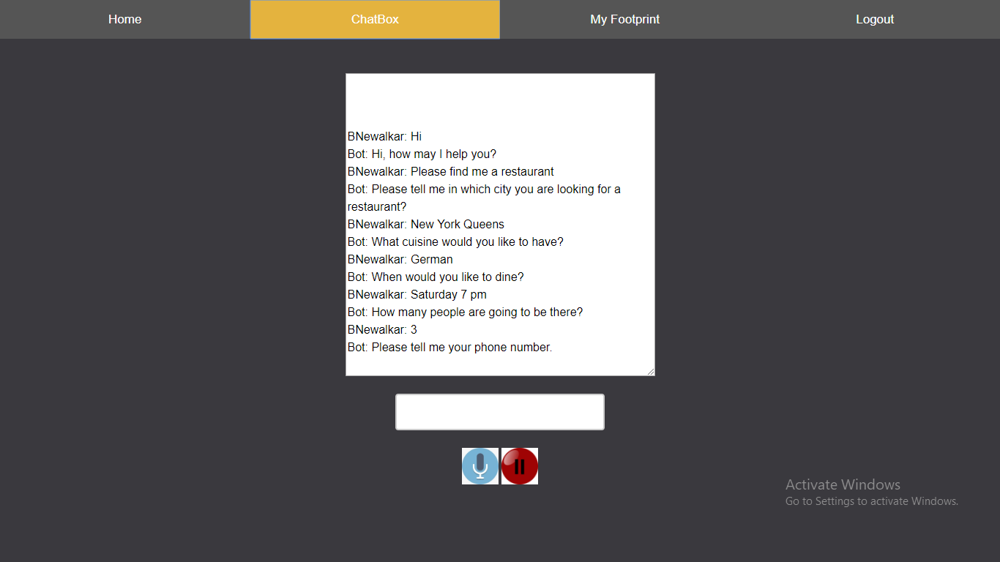 Home
ChatBox
My Footprint
Logout
BNewalkar: Hi
Bot: Hi, how may I help you?
BNewalkar: Please find me a restaurant
Bot: Please tell me in which city you are looking for a
restaurant?
BNewalkar: New York Queens
Bot: What cuisine would you like to have?
BNewalkar: German
Bot: When would you like to dine?
BNewalkar: Saturday 7 pm
Bot: How many people are going to be there?
BNewalkar: 3
Bot: Please tell me your phone number.
Activate Windows
Go to Settings to activate Windows.